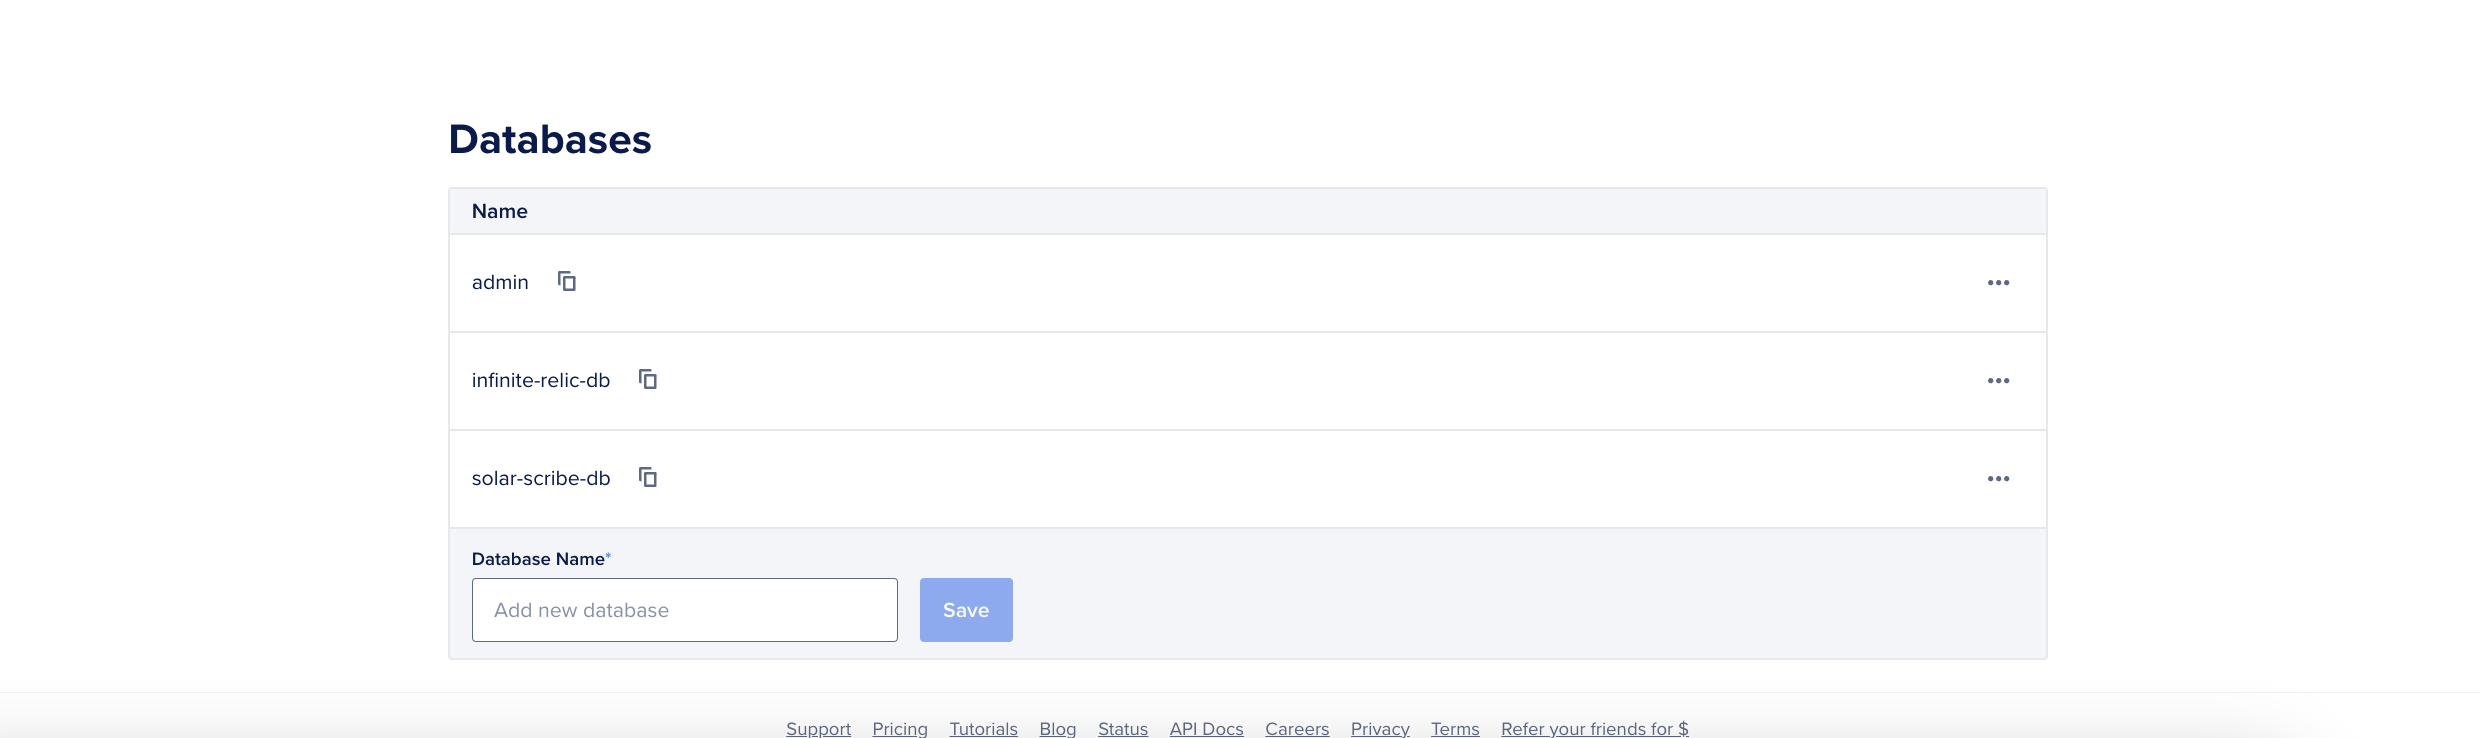 Databases
Name
admin
infinite-relic-db
solar-scribe-db
Database Name*
Add new database
Save
Support Pricing Tutorials Blog Status API Docs Careers Privacy Terms Refer your friends for $